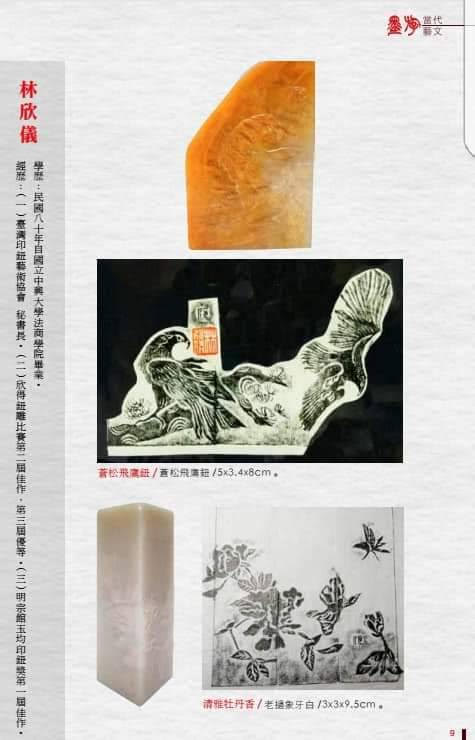 墨海
當代
藝文
林欣儀
學歷：民國八十年自國立中興大學法商學院畢業。
經歷：（一）臺灣印鈕藝術協會 秘書長。（二）欣得鈕雕比賽第二屆佳作．第三屆優等。（三）明宗館玉均印鈕獎第一屆佳作。
蒼松飛鷹鈕 / 蒼松飛鷹鈕 /5x3.4x8cm。
清雅牡丹香 / 老撾象牙白 /3x3x9.5cm。
9